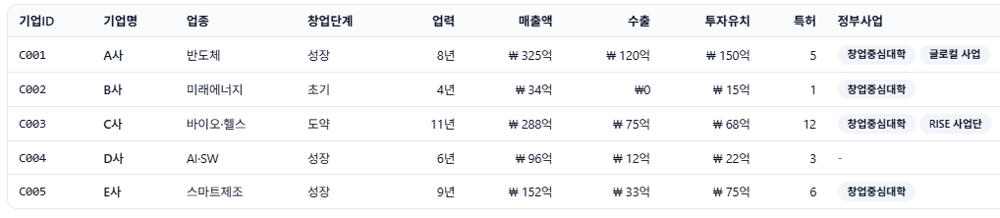 기업ID 기업명 업종 창업단계 업력 매출액 수출 투자유치 특허 정부사업
C001 A사 반도체 성장 8년 ₩ 325억 ₩ 120억 ₩ 150억 5 창업중심대학 글로컬 사업
C002 B사 미래에너지 초기 4년 ₩ 34억 ₩0 ₩ 15억 1 창업중심대학
C003 C사 바이오·헬스 도약 11년 ₩ 288억 ₩ 75억 ₩ 68억 12 창업중심대학 RISE 사업단
C004 D사 AI·SW 성장 6년 ₩ 96억 ₩ 12억 ₩ 22억 3 -
C005 E사 스마트제조 성장 9년 ₩ 152억 ₩ 33억 ₩ 75억 6 창업중심대학